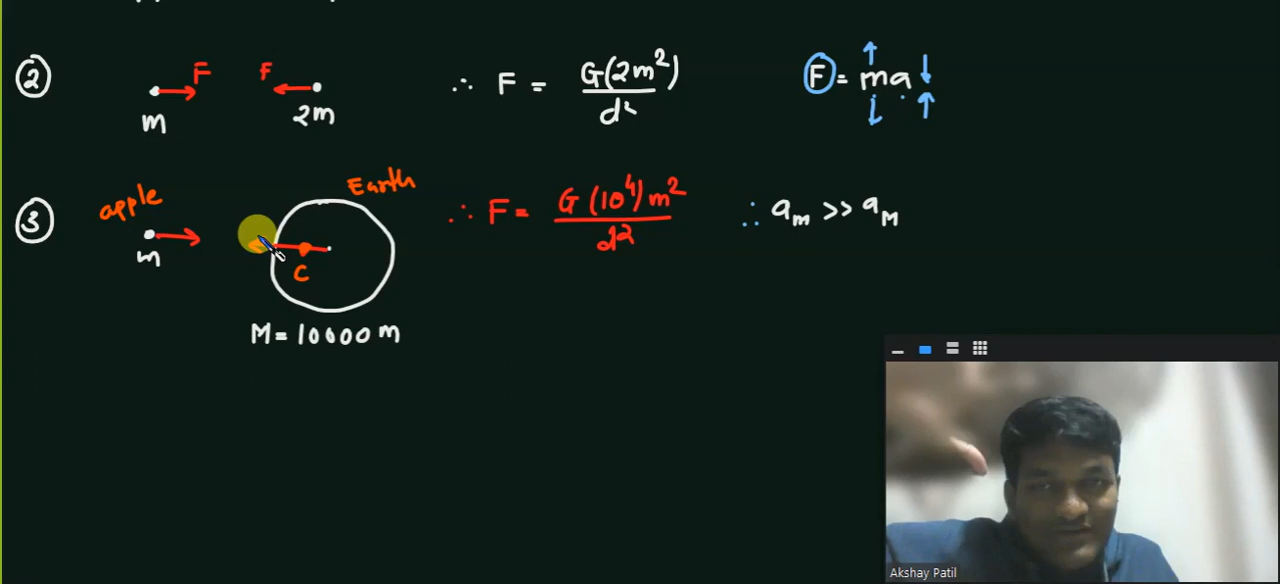 ② F F ∴ F = G(2m²)/d² F = ma
m 2m
③ apple Earth ∴ F = G(10⁴)m²/d² ∴ aₘ >> a_M
m C
M = 10000 m
Akshay Patil